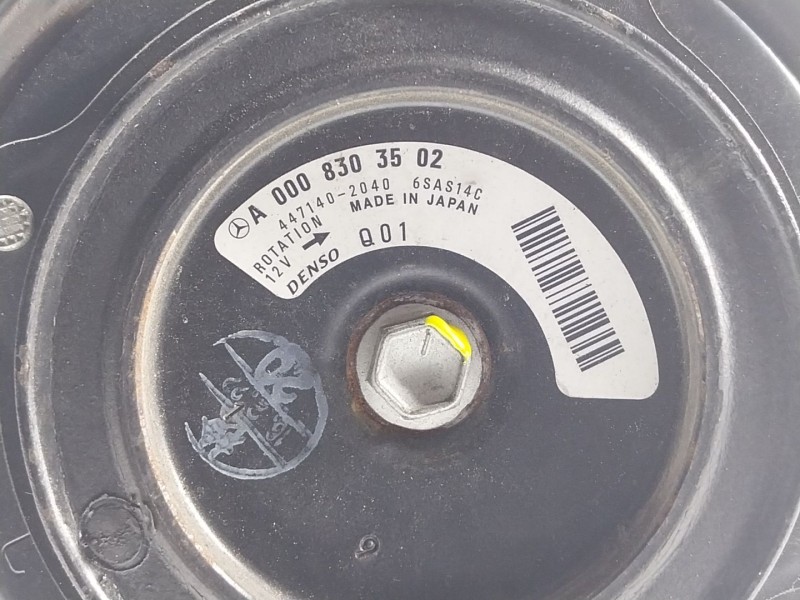 A 000 830 35 02
447140-2040 6SAS14C
ROTATION MADE IN JAPAN
12V
DENSO Q01